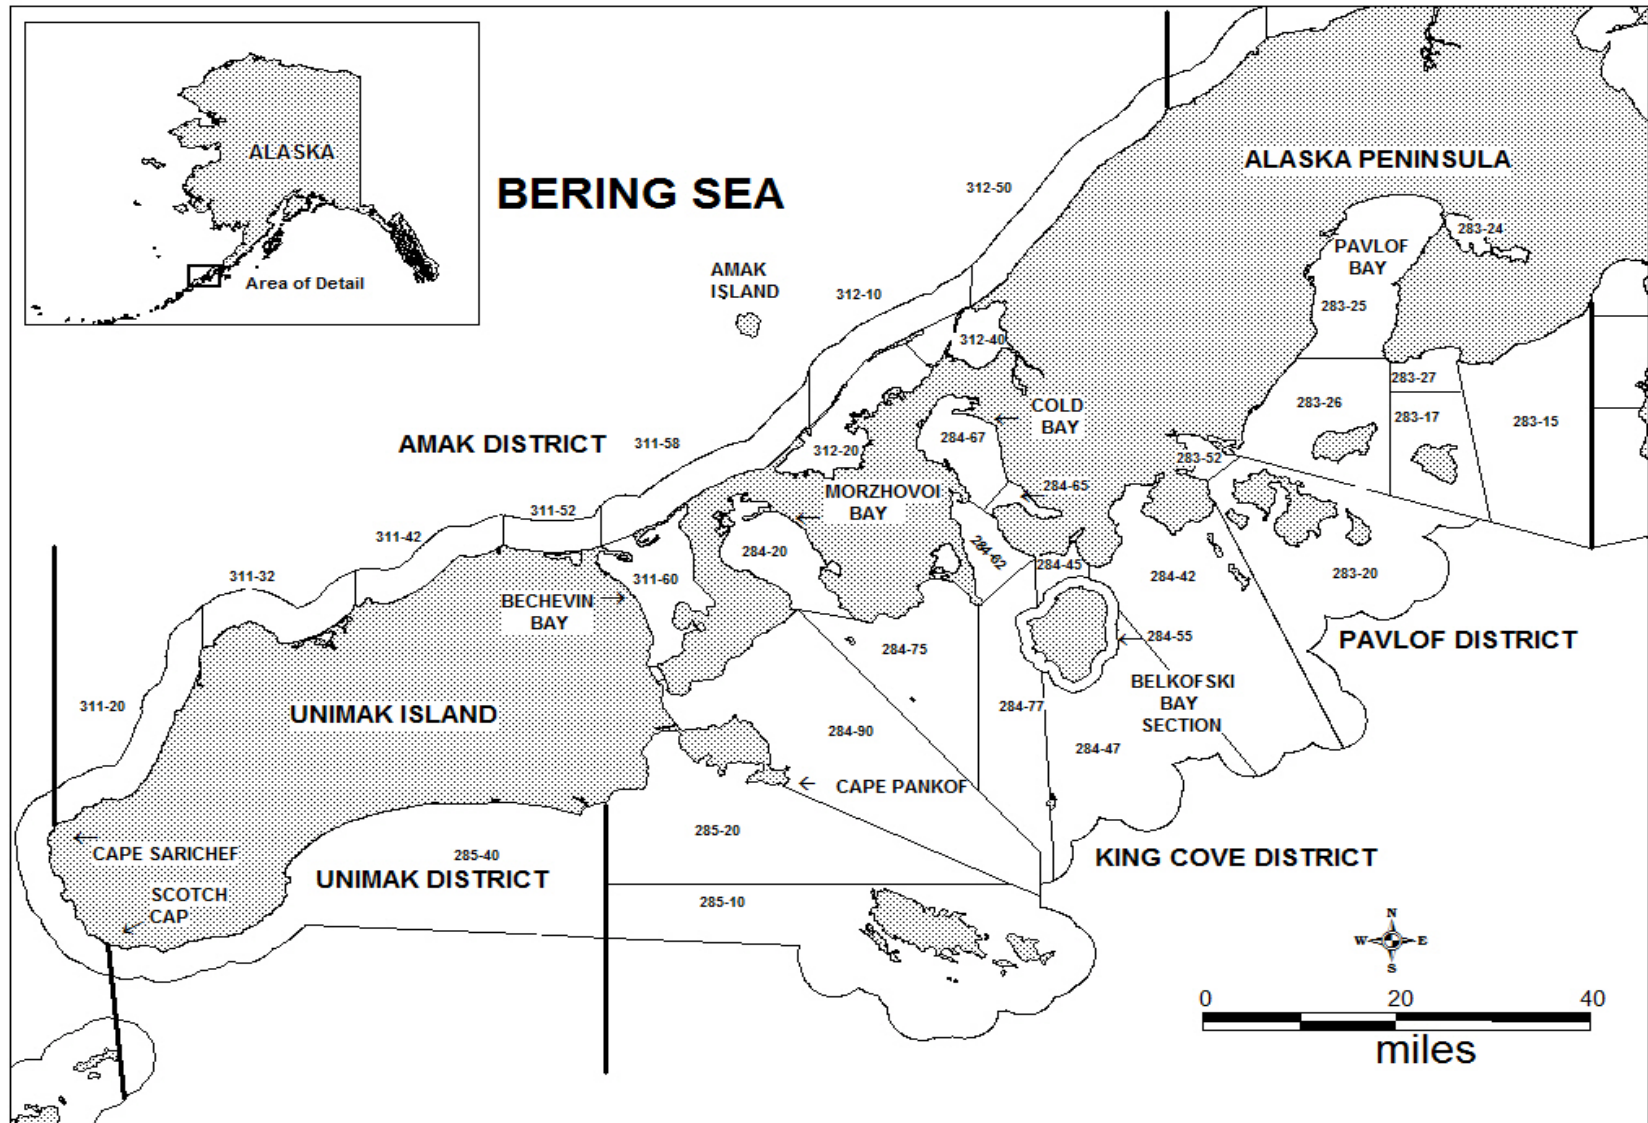 ALASKA
Area of Detail
BERING SEA
312-50
ALASKA PENINSULA
283-24
PAVLOF
BAY
283-25
AMAK
ISLAND
312-10
312-40
283-27
283-26
283-17
283-15
COLD
BAY
AMAK DISTRICT
311-58
312-20
284-67
283-52
284-65
MORZHOVOI
BAY
311-52
311-42
284-20
284-62
284-45
284-42
283-20
311-32
311-60
BECHEVIN
BAY
284-55
PAVLOF DISTRICT
284-75
BELKOFSKI
BAY
SECTION
311-20
UNIMAK ISLAND
284-77
284-90
284-47
CAPE PANKOF
285-20
CAPE SARICHEF
285-40
UNIMAK DISTRICT
KING COVE DISTRICT
SCOTCH
CAP
285-10
N
W
E
S
0
20
40
miles